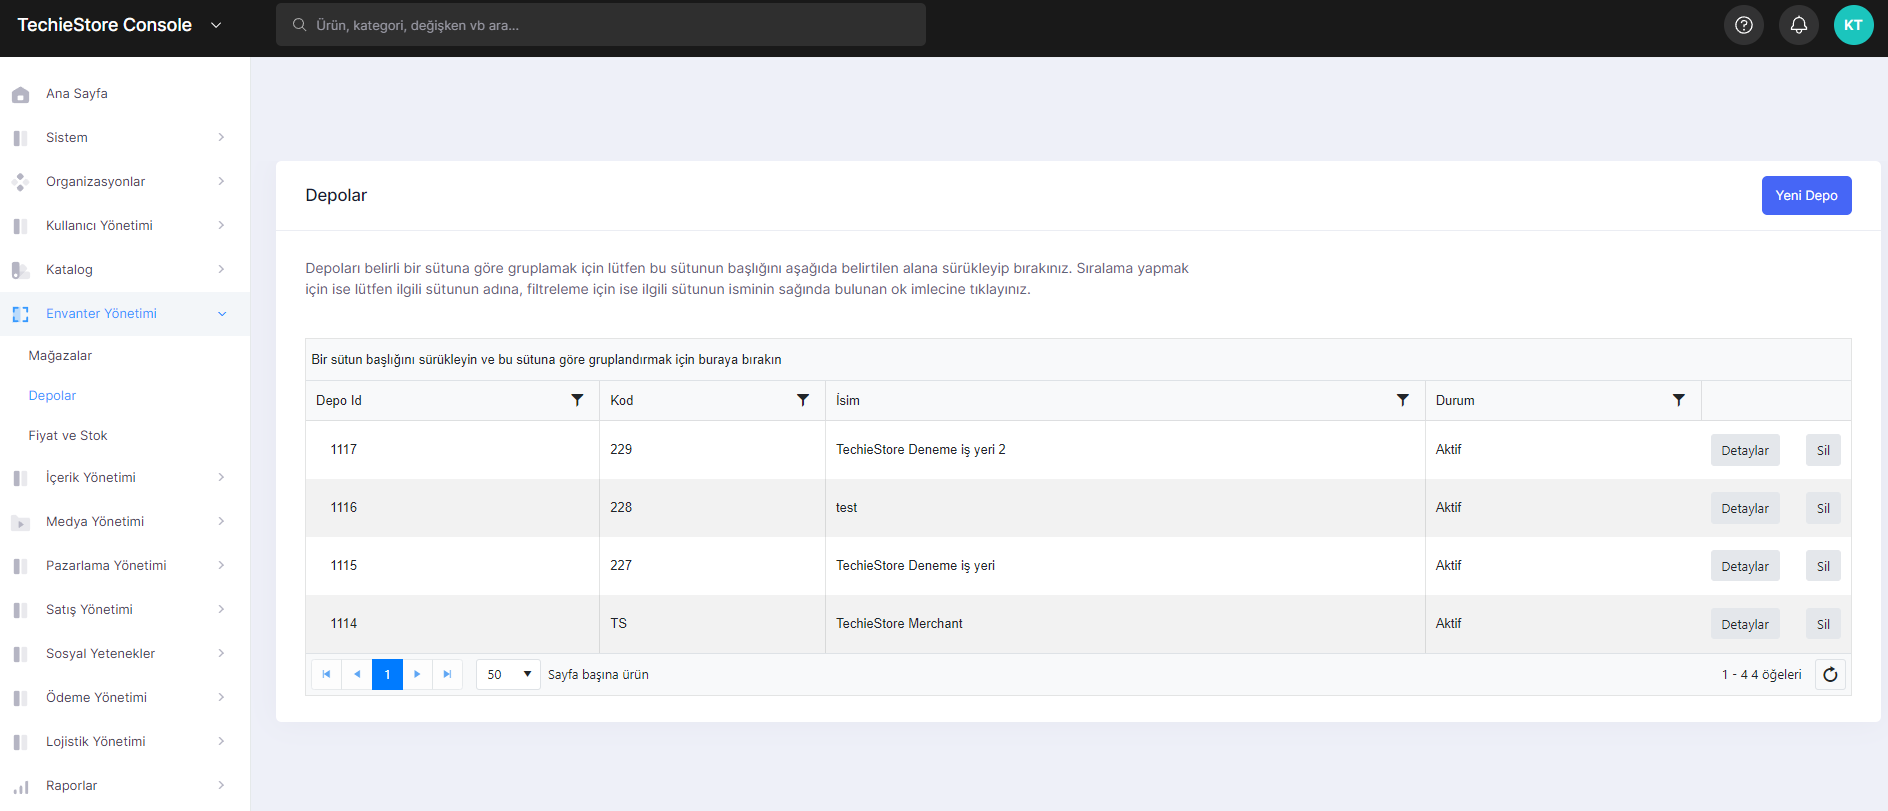 TechieStore Console
Ürün, kategori, değişken vb ara...
KT
Ana Sayfa
Sistem
Organizasyonlar
Kullanıcı Yönetimi
Katalog
Envanter Yönetimi
Mağazalar
Depolar
Fiyat ve Stok
İçerik Yönetimi
Medya Yönetimi
Pazarlama Yönetimi
Satış Yönetimi
Sosyal Yetenekler
Ödeme Yönetimi
Lojistik Yönetimi
Raporlar
Depolar
Yeni Depo
Depoları belirli bir sütuna göre gruplamak için lütfen bu sütunun başlığını aşağıda belirtilen alana sürükleyip bırakınız. Sıralama yapmak
için ise lütfen ilgili sütunun adına, filtreleme için ise ilgili sütunun isminin sağında bulunan ok imlecine tıklayınız.
Bir sütun başlığını sürükleyin ve bu sütuna göre gruplandırmak için buraya bırakın
Depo Id Kod İsim Durum
1117 229 TechieStore Deneme iş yeri 2 Aktif Detaylar Sil
1116 228 test Aktif Detaylar Sil
1115 227 TechieStore Deneme iş yeri Aktif Detaylar Sil
1114 TS TechieStore Merchant Aktif Detaylar Sil
1 50 Sayfa başına ürün 1 - 4 4 öğeleri